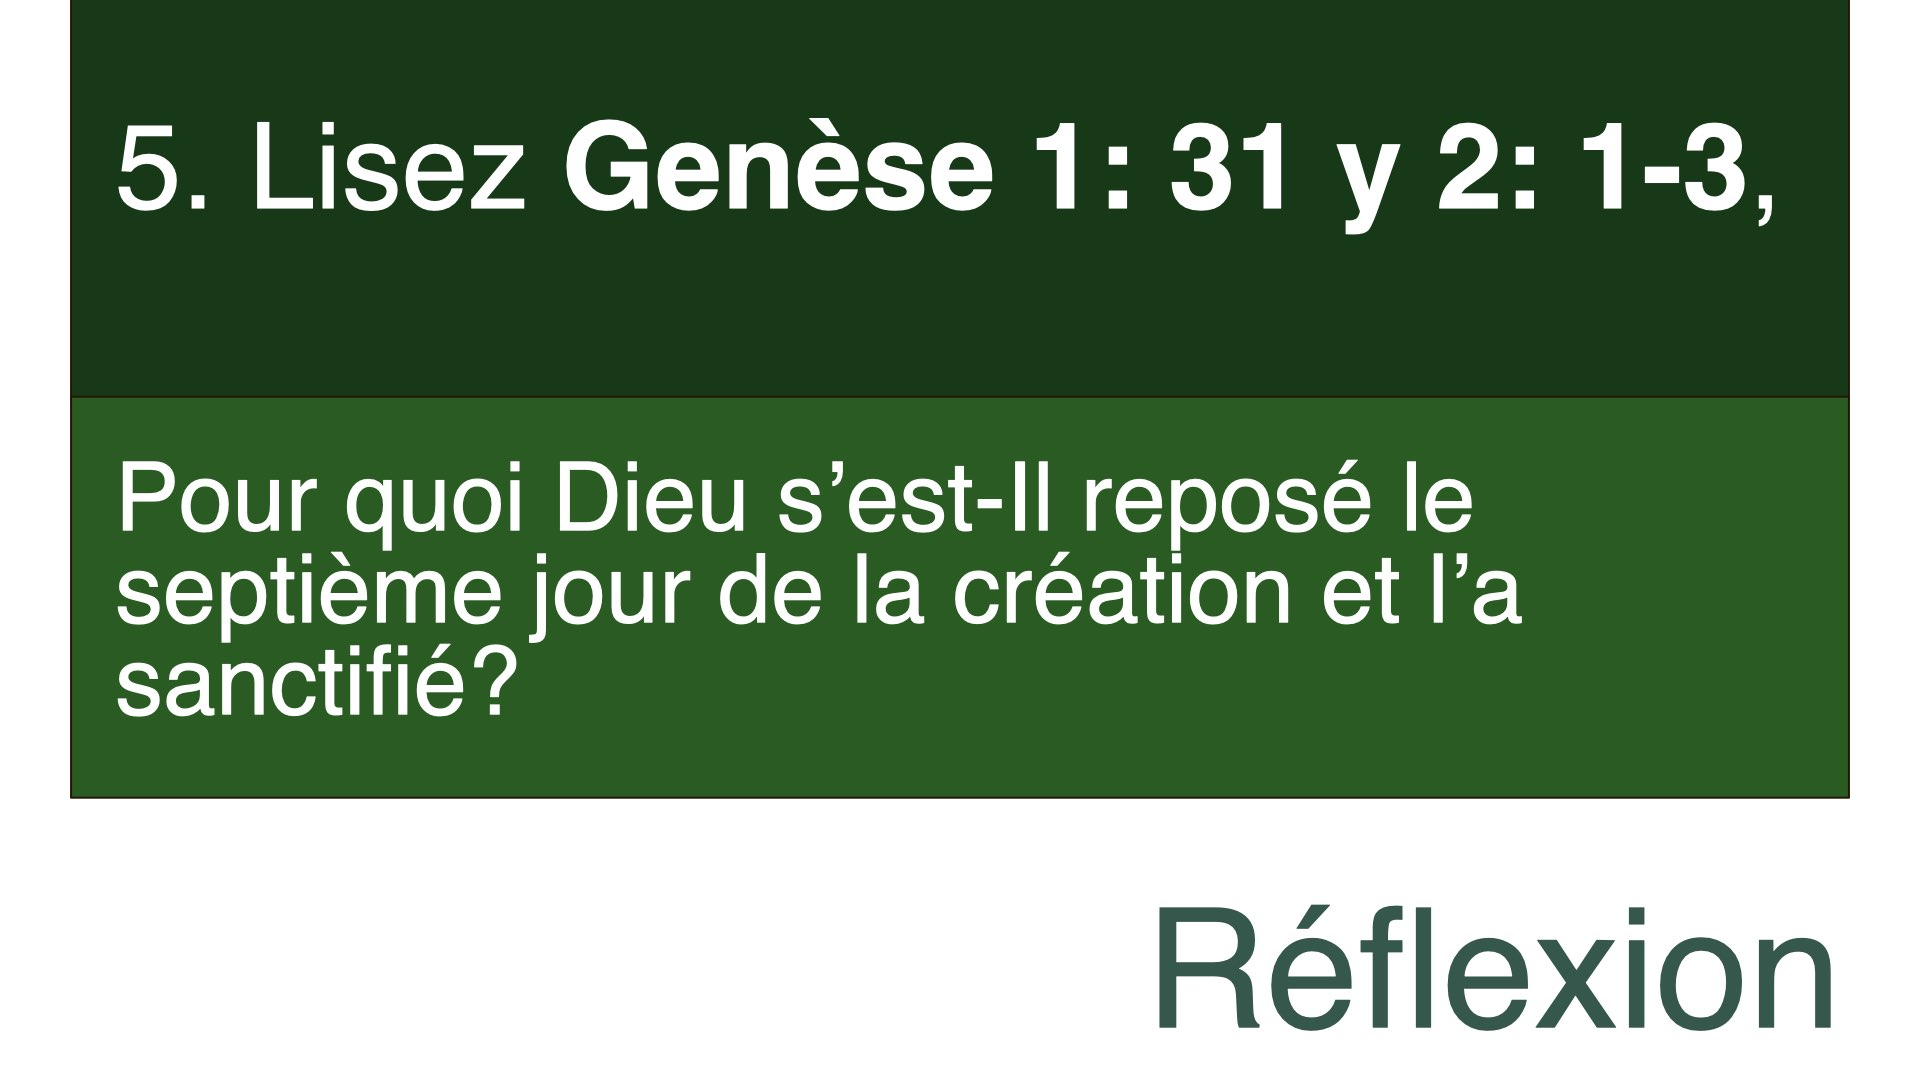 5. Lisez Genèse 1: 31 y 2: 1-3,
Pour quoi Dieu s’est-Il reposé le
septième jour de la création et l’a
sanctifié?
Réflexion